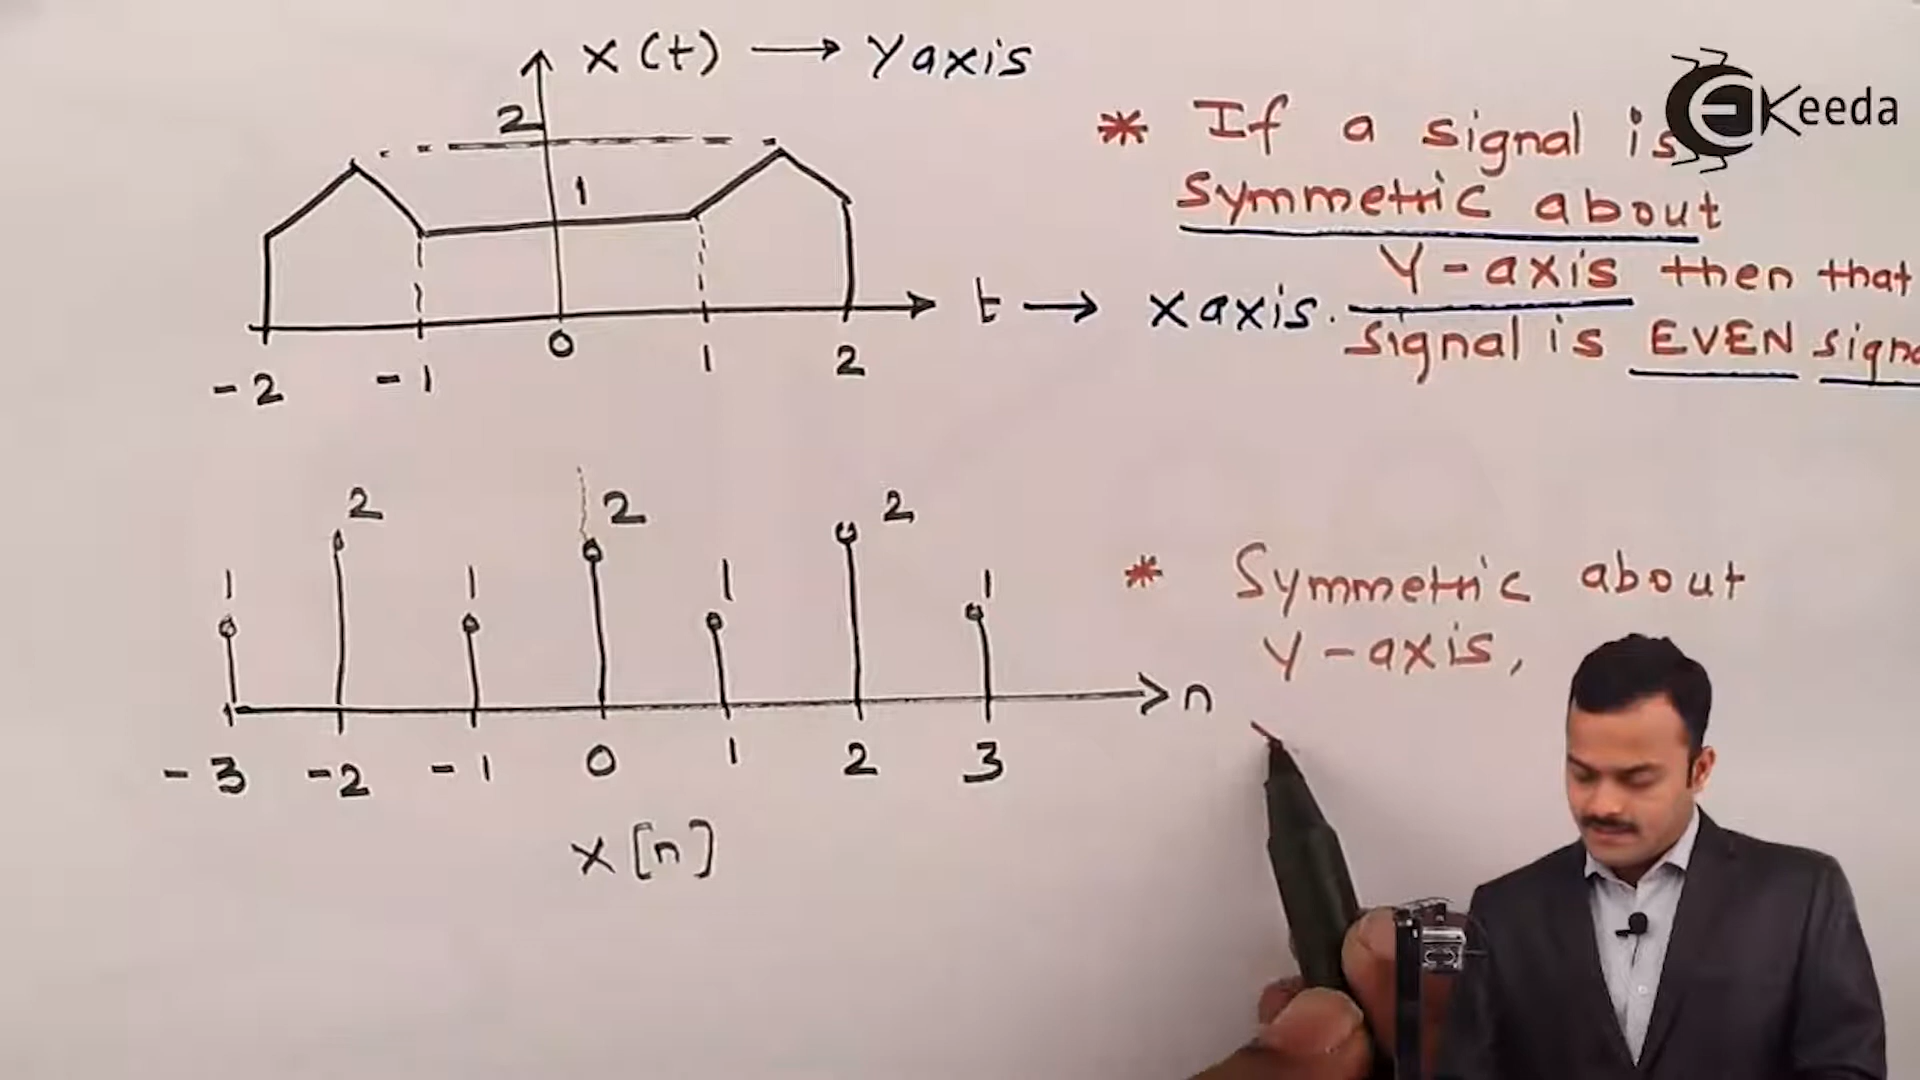 x(t) → Y axis
2
1
t → x axis.
-2 -1 0 1 2
* If a signal is
Symmetric about
Y-axis then that
signal is EVEN
Keeda
2 2 2
1 1 1 1
n
-3 -2 -1 0 1 2 3
x[n]
* Symmetric about
Y-axis,